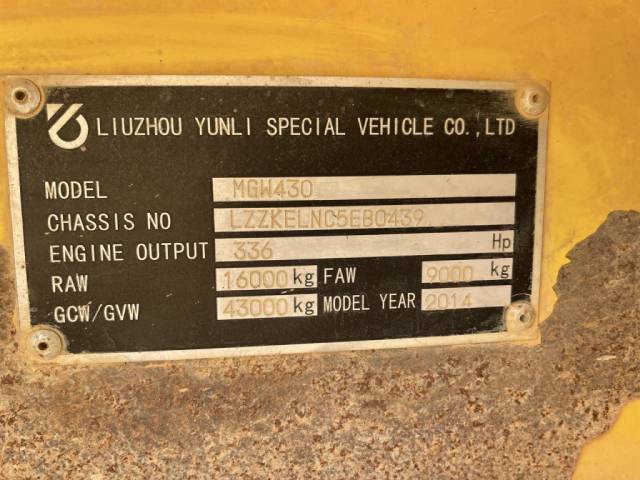 LIUZHOU YUNLI SPECIAL VEHICLE CO.,LTD
MODEL MGW430
CHASSIS NO LZZKELNC5EB0439
ENGINE OUTPUT 336 Hp
RAW 16000 kg FAW 9000 kg
GCW/GVW 43000 kg MODEL YEAR 2014